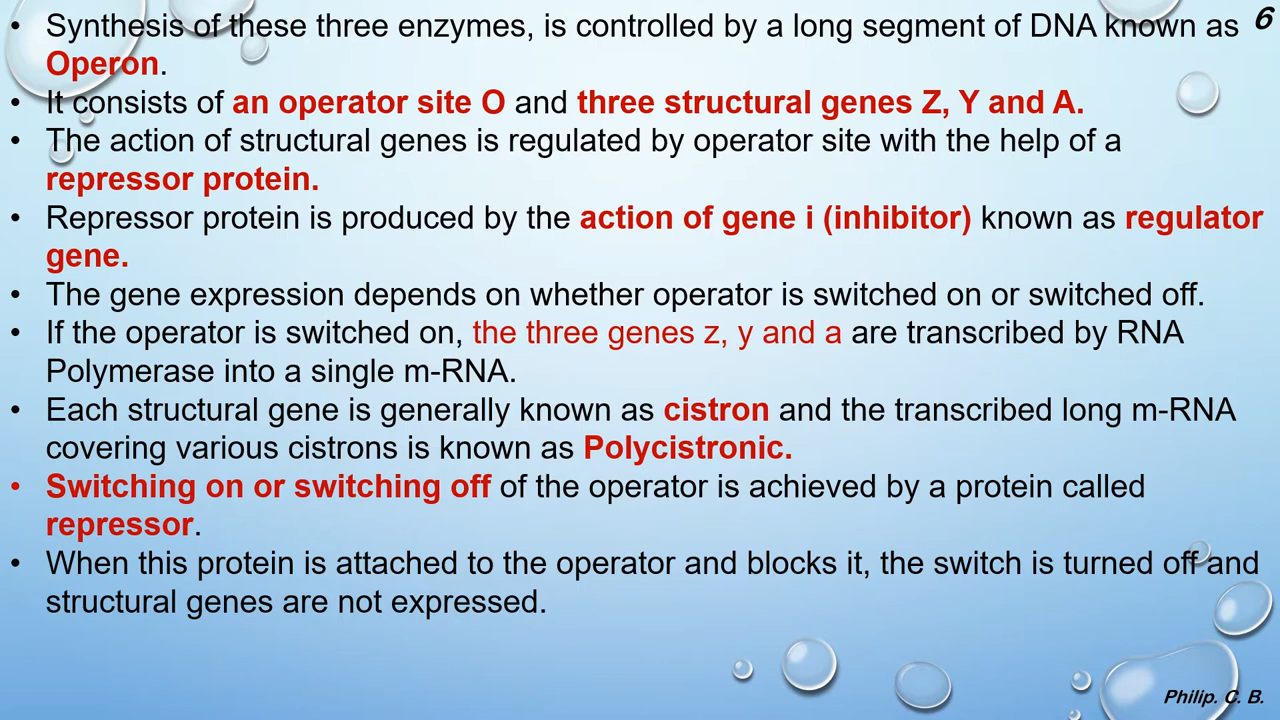 6
• Synthesis of these three enzymes, is controlled by a long segment of DNA known as
Operon.
• It consists of an operator site O and three structural genes Z, Y and A.
• The action of structural genes is regulated by operator site with the help of a
repressor protein.
• Repressor protein is produced by the action of gene i (inhibitor) known as regulator
gene.
• The gene expression depends on whether operator is switched on or switched off.
• If the operator is switched on, the three genes z, y and a are transcribed by RNA
Polymerase into a single m-RNA.
• Each structural gene is generally known as cistron and the transcribed long m-RNA
covering various cistrons is known as Polycistronic.
• Switching on or switching off of the operator is achieved by a protein called
repressor.
• When this protein is attached to the operator and blocks it, the switch is turned off and
structural genes are not expressed.
Philip. C. B.